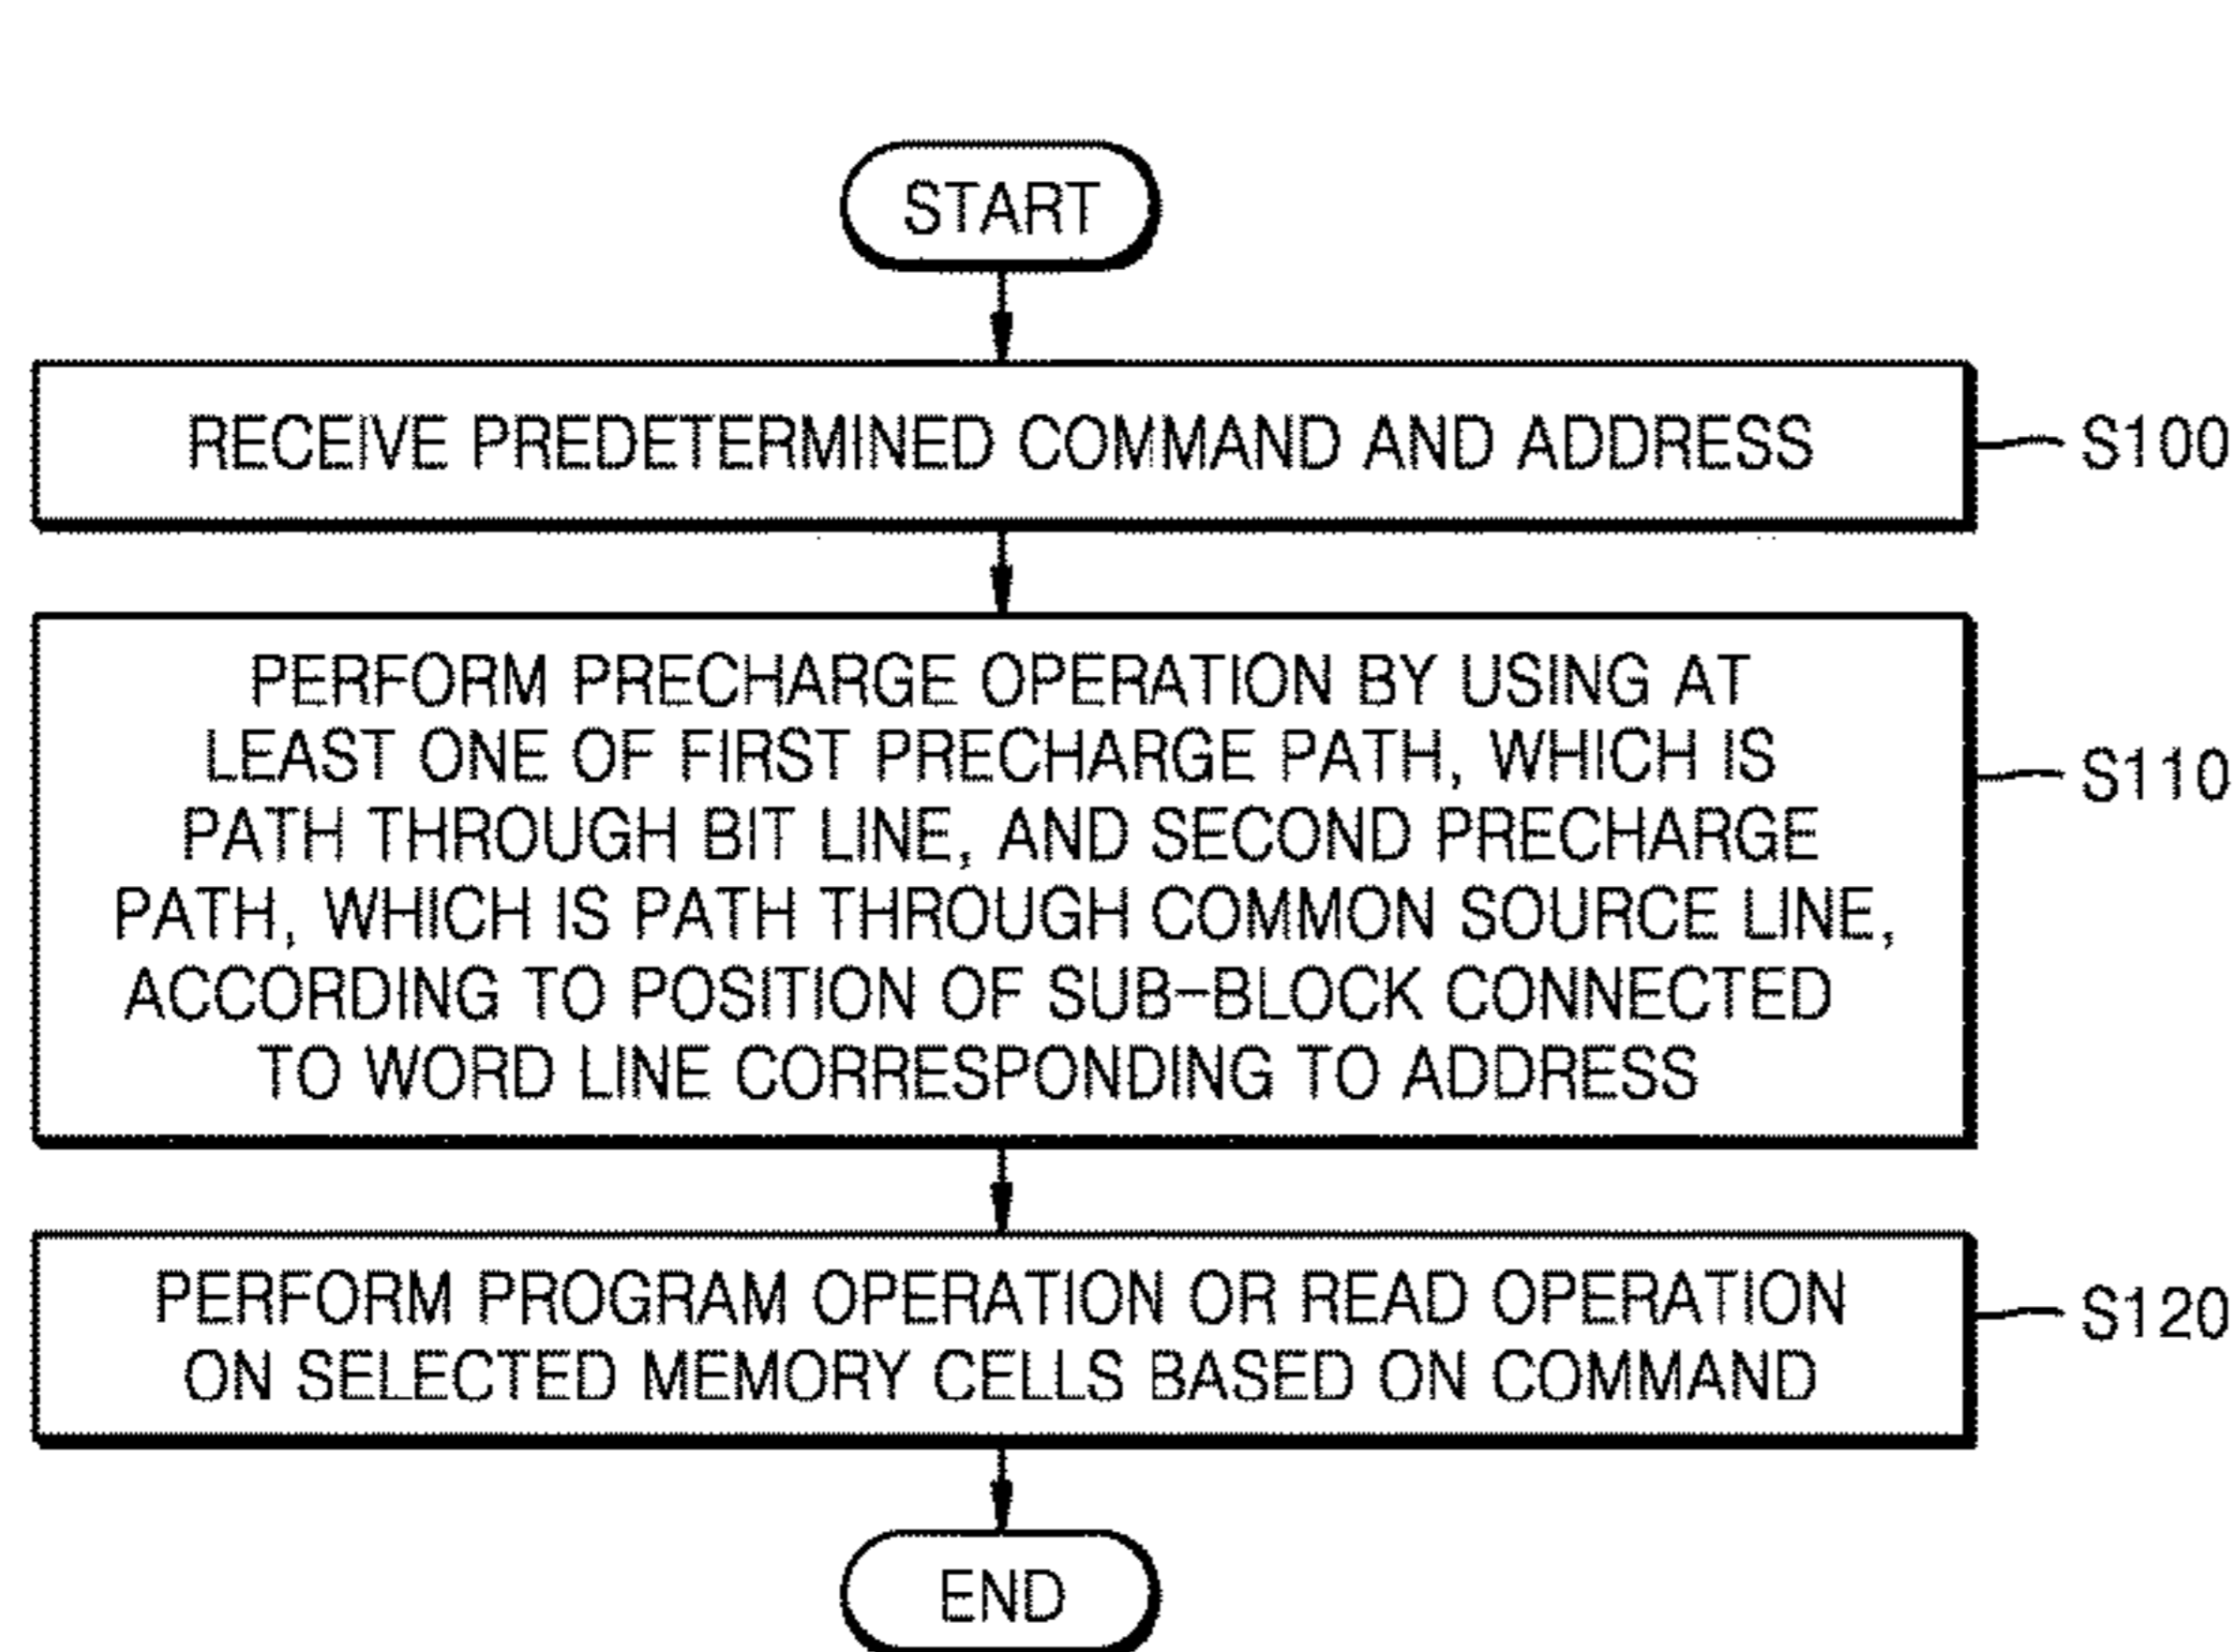 START
RECEIVE PREDETERMINED COMMAND AND ADDRESS
S100
PERFORM PRECHARGE OPERATION BY USING AT
LEAST ONE OF FIRST PRECHARGE PATH, WHICH IS
PATH THROUGH BIT LINE, AND SECOND PRECHARGE
PATH, WHICH IS PATH THROUGH COMMON SOURCE LINE,
ACCORDING TO POSITION OF SUB-BLOCK CONNECTED
TO WORD LINE CORRESPONDING TO ADDRESS
S110
PERFORM PROGRAM OPERATION OR READ OPERATION
ON SELECTED MEMORY CELLS BASED ON COMMAND
S120
END